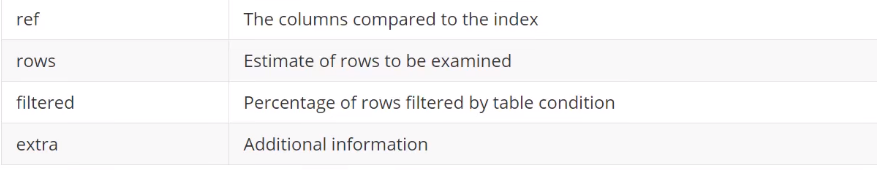 ref The columns compared to the index
rows Estimate of rows to be examined
filtered Percentage of rows filtered by table condition
extra Additional information